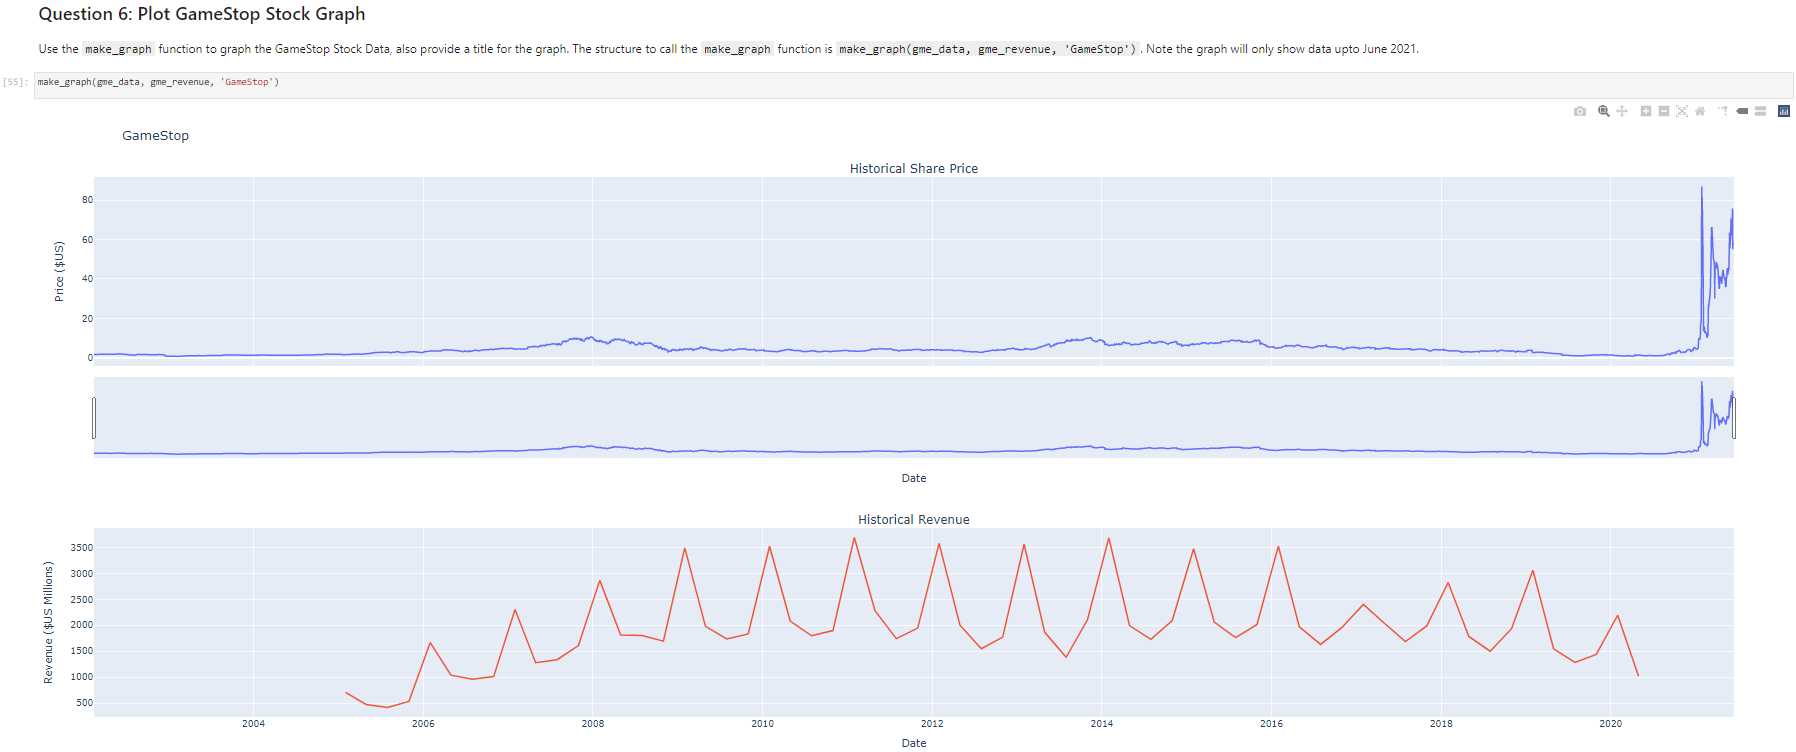 Question 6: Plot GameStop Stock Graph
Use the make_graph function to graph the GameStop Stock Data, also provide a title for the graph. The structure to call the make_graph function is make_graph(gme_data, gme_revenue, 'GameStop'). Note the graph will only show data upto June 2021.
[55]: make_graph(gme_data, gme_revenue, 'GameStop')
GameStop
Historical Share Price
Price ($US)
80
60
40
20
0
Date
Historical Revenue
Revenue ($US Millions)
3500
3000
2500
2000
1500
1000
500
2004 2006 2008 2010 2012 2014 2016 2018 2020
Date